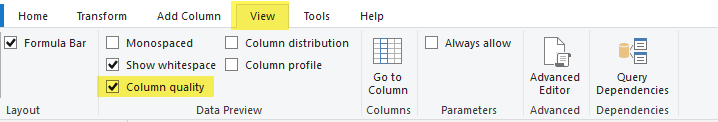 Home Transform Add Column View Tools Help
Formula Bar Monospaced Column distribution Always allow
Show whitespace Column profile
Column quality
Go to
Column
Advanced
Editor
Query
Dependencies
Layout Data Preview Columns Parameters Advanced Dependencies